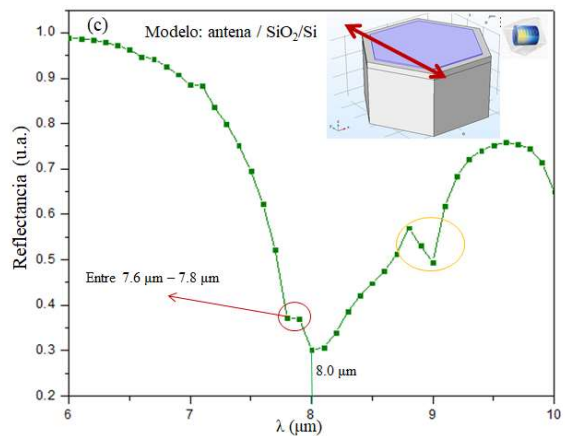 (c)
Modelo: antena / SiO₂/Si
1.0
0.9
0.8
0.7
0.6
0.5
0.4
0.3
0.2
Reflectancia (u.a.)
Entre 7.6 µm – 7.8 µm
8.0 µm
6 7 8 9 10
λ (µm)